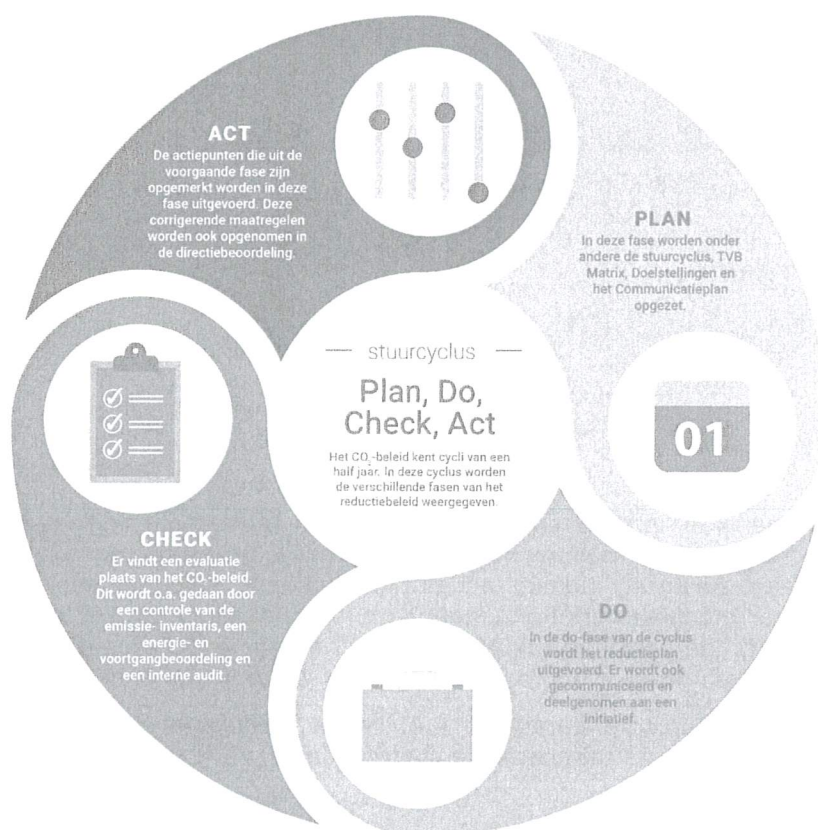 ACT
De actiepunten die uit de
voorgaande fase zijn
opgemerkt worden in deze
fase uitgevoerd. Deze
corrigerende maatregelen
worden ook opgenomen in
de directiebeoordeling.
PLAN
In deze fase worden onder
andere de stuurcyclus, TVB
Matrix, Doelstellingen en
het Communicatieplan
opgezet.
01
stuurcyclus
Plan, Do,
Check, Act
Het CO₂-beleid kent cycli van een
half jaar. In deze cyclus worden
de verschillende fasen van het
reductiebeleid weergegeven.
CHECK
Er vindt een evaluatie
plaats van het CO₂-beleid.
Dit wordt o.a. gedaan door
een controle van de
emissie- inventaris, een
energie- en
voortgangbeoordeling en
een interne audit.
DO
In de do-fase van de cyclus
wordt het reductieplan
uitgevoerd. Er wordt ook
gecommuniceerd en
deelgenomen aan een
initiatief.